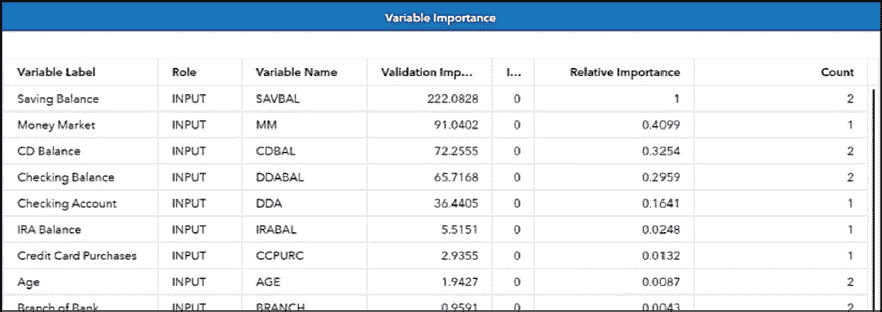 Variable Importance
Variable Label Role Variable Name Validation Imp... I... Relative Importance Count
Saving Balance INPUT SAVBAL 222.0828 0 1 2
Money Market INPUT MM 91.0402 0 0.4099 1
CD Balance INPUT CDBAL 72.2555 0 0.3254 2
Checking Balance INPUT DDABAL 65.7168 0 0.2959 2
Checking Account INPUT DDA 36.4405 0 0.1641 1
IRA Balance INPUT IRABAL 5.5151 0 0.0248 1
Credit Card Purchases INPUT CCPURC 2.9355 0 0.0132 1
Age INPUT AGE 1.9427 0 0.0087 2
Branch of Bank INPUT BRANCH 0.9591 0 0.0043 2